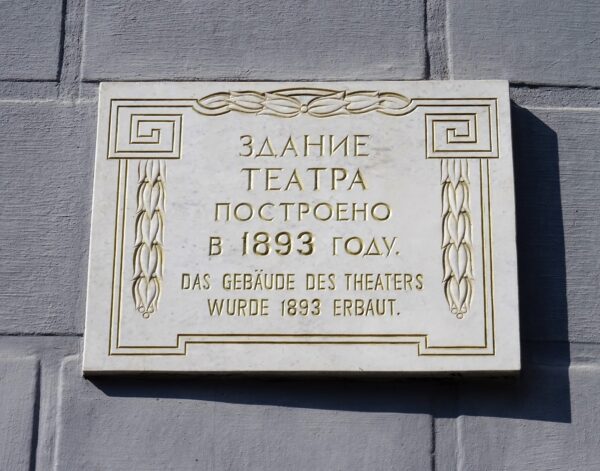 ЗДАНИЕ
ТЕАТРА
ПОСТРОЕНО
В 1893 ГОДУ.
DAS GEBÄUDE DES THEATERS
WURDE 1893 ERBAUT.